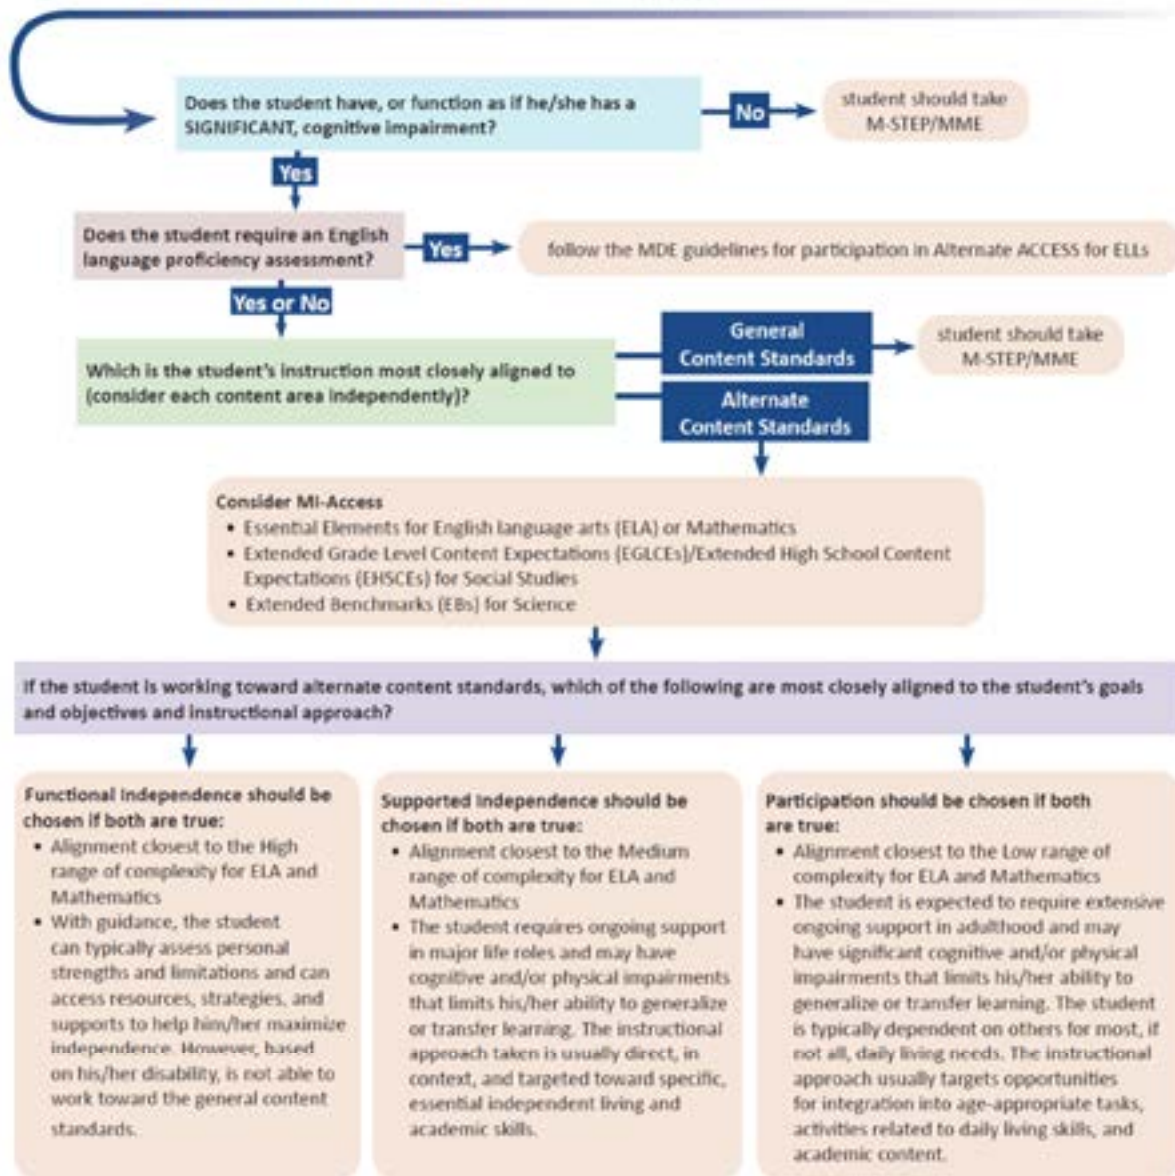 Does the student have, or function as if he/she has a
SIGNIFICANT, cognitive impairment?
No
student should take
M-STEP/MME
Yes
Does the student require an English
language proficiency assessment?
Yes
follow the MDE guidelines for participation in Alternate ACCESS for ELLs
Yes or No
Which is the student's instruction most closely aligned to
(consider each content area independently)?
General
Content Standards
student should take
M-STEP/MME
Alternate
Content Standards
Consider MI-Access
• Essential Elements for English language arts (ELA) or Mathematics
• Extended Grade Level Content Expectations (EGLCEs)/Extended High School Content
Expectations (EHSCEs) for Social Studies
• Extended Benchmarks (EBs) for Science
If the student is working toward alternate content standards, which of the following are most closely aligned to the student's goals
and objectives and instructional approach?
Functional Independence should be
chosen if both are true:
• Alignment closest to the High
range of complexity for ELA and
Mathematics
• With guidance, the student
can typically assess personal
strengths and limitations and can
access resources, strategies, and
supports to help him/her maximize
independence. However, based
on his/her disability, is not able to
work toward the general content
standards.
Supported Independence should be
chosen if both are true:
• Alignment closest to the Medium
range of complexity for ELA and
Mathematics
• The student requires ongoing support
in major life roles and may have
cognitive and/or physical impairments
that limits his/her ability to generalize
or transfer learning. The instructional
approach taken is usually direct, in
context, and targeted toward specific,
essential independent living and
academic skills.
Participation should be chosen if both
are true:
• Alignment closest to the Low range of
complexity for ELA and Mathematics
• The student is expected to require extensive
ongoing support in adulthood and may
have significant cognitive and/or physical
impairments that limits his/her ability to
generalize or transfer learning. The student
is typically dependent on others for most, if
not all, daily living needs. The instructional
approach usually targets opportunities
for integration into age-appropriate tasks,
activities related to daily living skills, and
academic content.